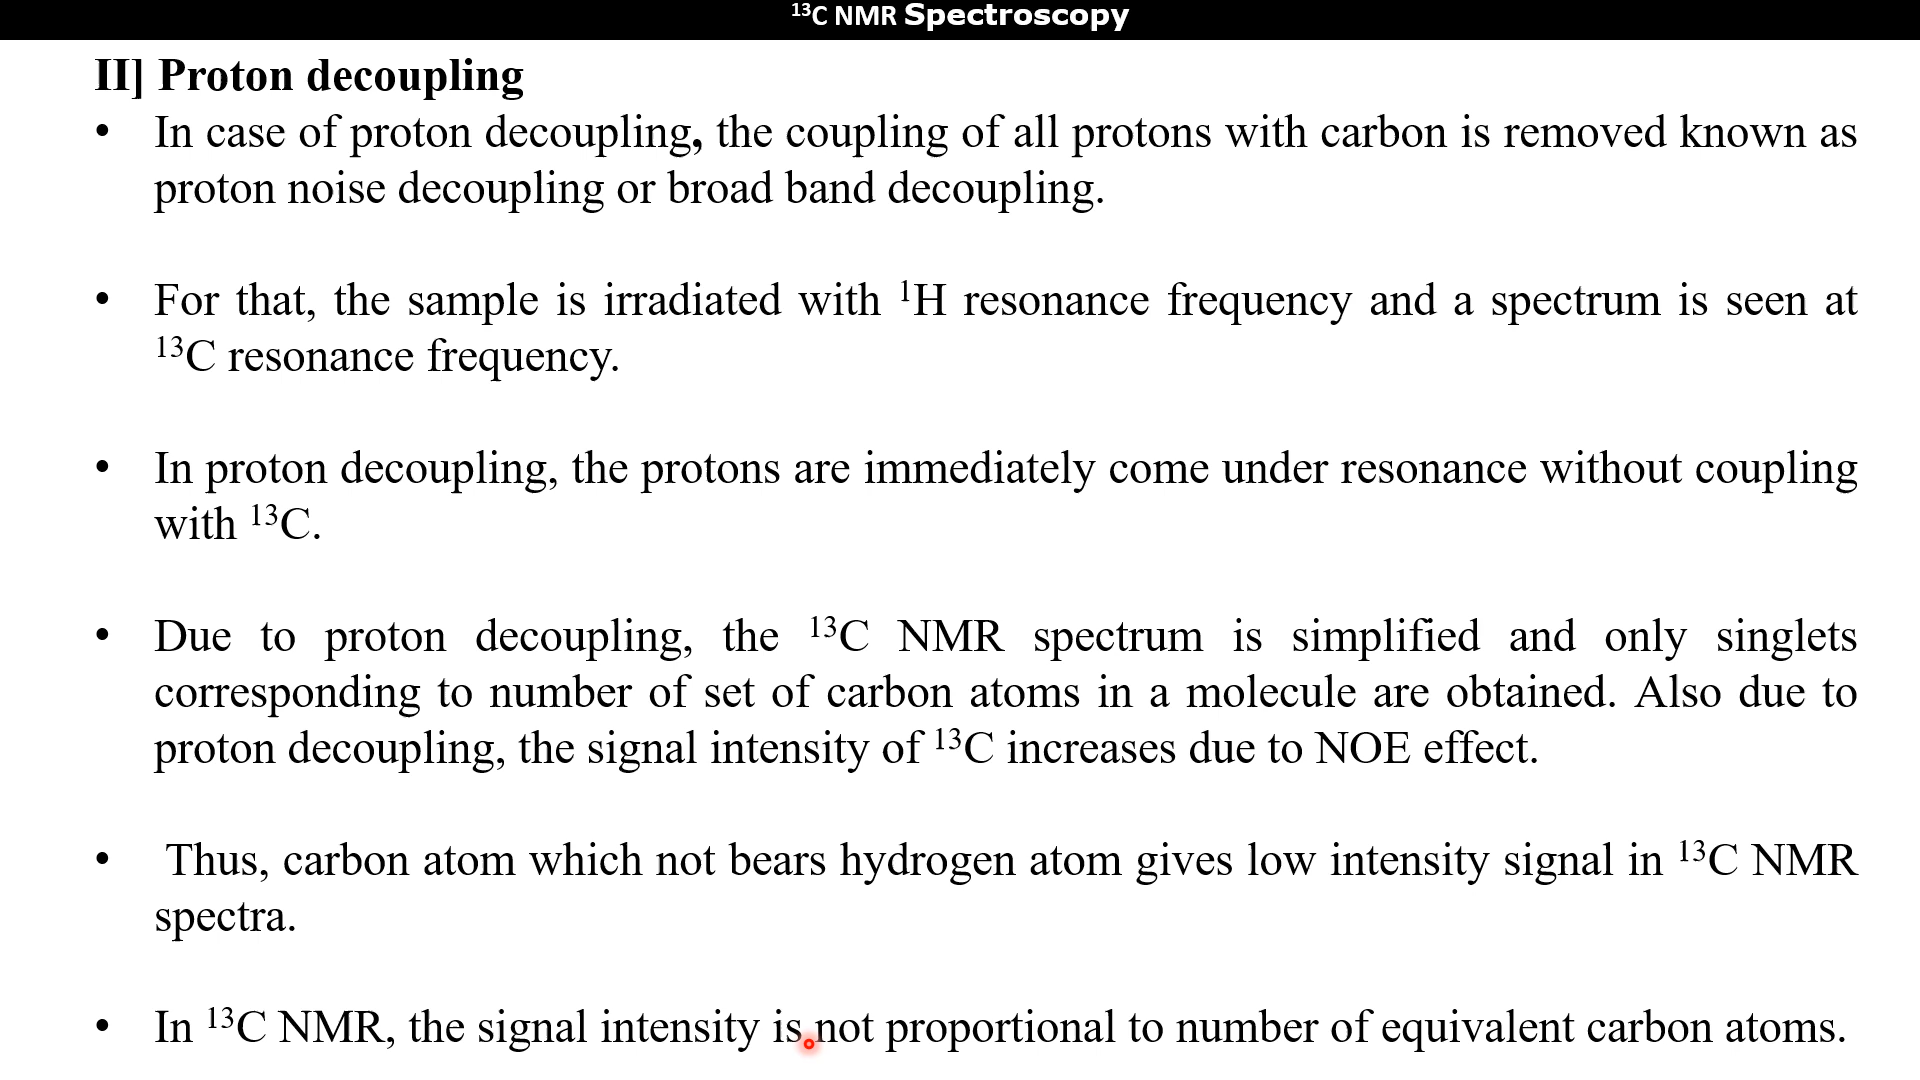 ¹³C NMR Spectroscopy
II] Proton decoupling
• In case of proton decoupling, the coupling of all protons with carbon is removed known as
proton noise decoupling or broad band decoupling.
• For that, the sample is irradiated with ¹H resonance frequency and a spectrum is seen at
¹³C resonance frequency.
• In proton decoupling, the protons are immediately come under resonance without coupling
with ¹³C.
• Due to proton decoupling, the ¹³C NMR spectrum is simplified and only singlets
corresponding to number of set of carbon atoms in a molecule are obtained. Also due to
proton decoupling, the signal intensity of ¹³C increases due to NOE effect.
• Thus, carbon atom which not bears hydrogen atom gives low intensity signal in ¹³C NMR
spectra.
• In ¹³C NMR, the signal intensity is not proportional to number of equivalent carbon atoms.